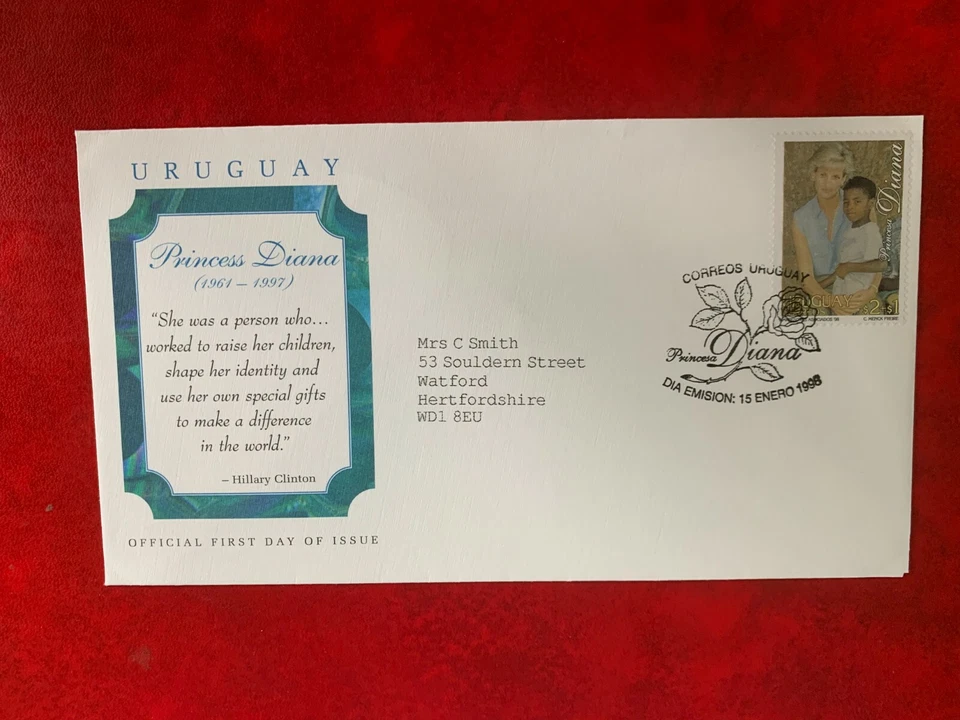 URUGUAY
Princess Diana
(1961 – 1997)
“She was a person who...
worked to raise her children,
shape her identity and
use her own special gifts
to make a difference
in the world.”
– Hillary Clinton
OFFICIAL FIRST DAY OF ISSUE
Mrs C Smith
53 Souldern Street
Watford
Hertfordshire
WD1 8EU
Princesa Diana
URUGUAY $2+$1
CORREOS URUGUAY
Princesa Diana
DIA EMISION: 15 ENERO 1998